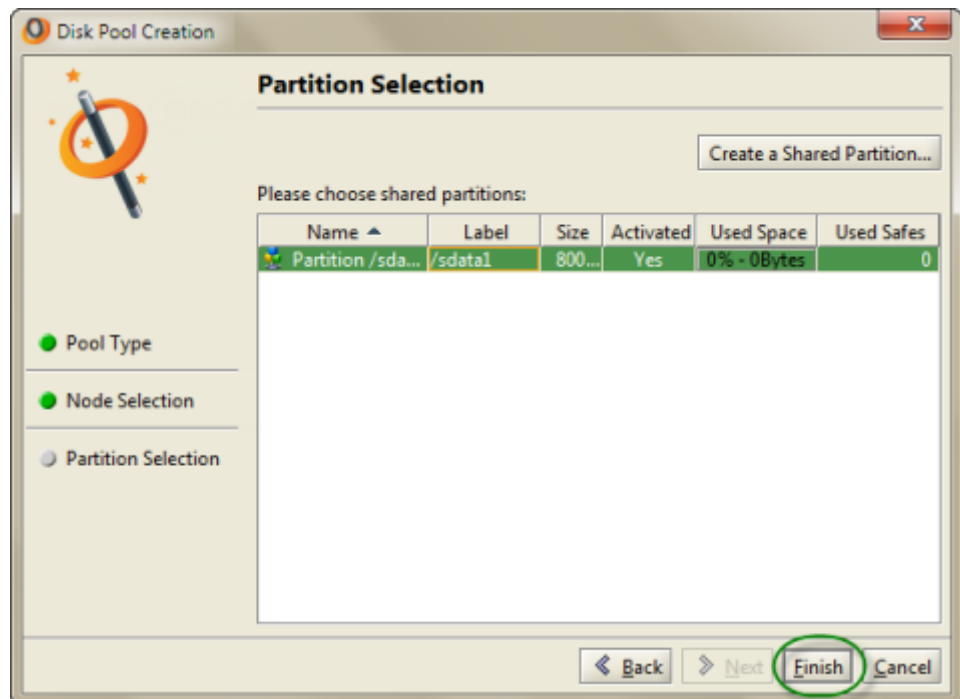 Disk Pool Creation
Partition Selection
Create a Shared Partition...
Please choose shared partitions:
Name Label Size Activated Used Space Used Safes
Partition /sda... /sdata1 800... Yes 0% - 0Bytes 0
Pool Type
Node Selection
Partition Selection
Back Next Finish Cancel